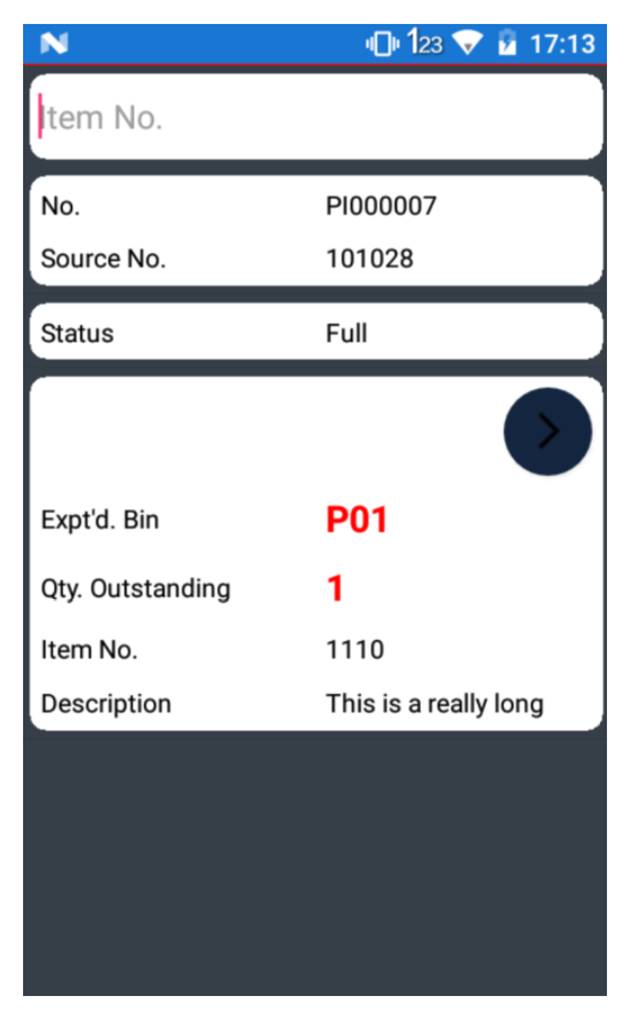 123 17:13
Item No.
No. PI000007
Source No. 101028
Status Full
Expt'd. Bin P01
Qty. Outstanding 1
Item No. 1110
Description This is a really long